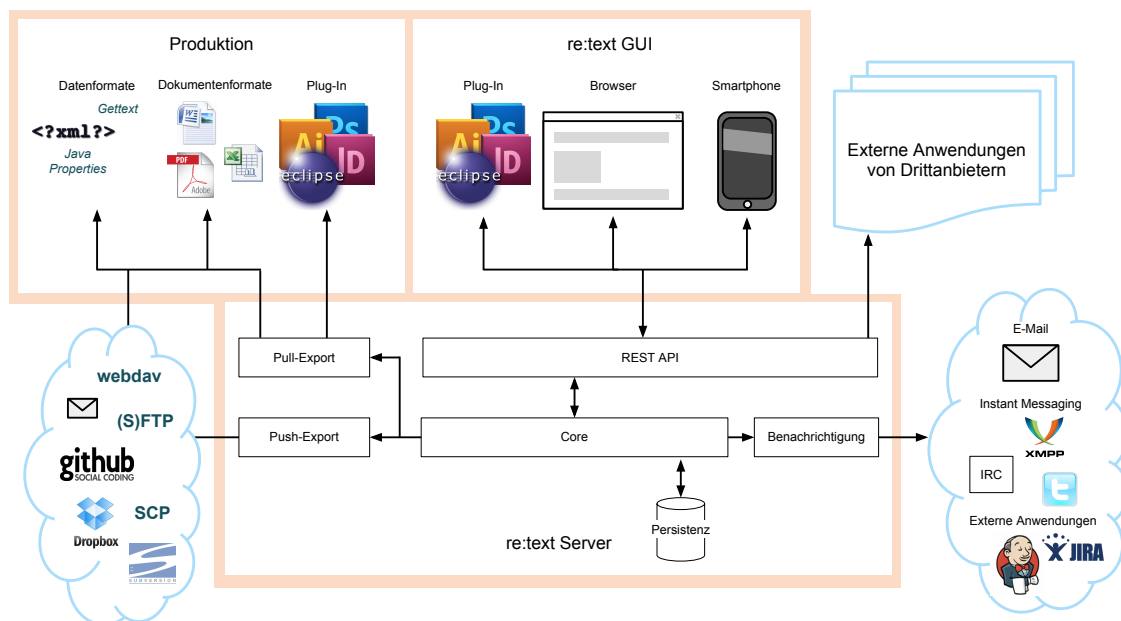 Produktion
Datenformate
Gettext
<?xml?>
Java
Properties
Dokumentenformate
W
PDF
Adobe
X
Plug-In
Ps
Ai
ID
eclipse
re:text GUI
Plug-In
Ps
Ai
ID
eclipse
Browser
X
Smartphone
Externe Anwendungen
von Drittanbietern
Pull-Export
REST API
Push-Export
Core
Benachrichtigung
Persistenz
re:text Server
webdav
(S)FTP
github
SOCIAL CODING
Dropbox
SCP
SUBVERSION
E-Mail
Instant Messaging
XMPP
IRC
t
Externe Anwendungen
JIRA